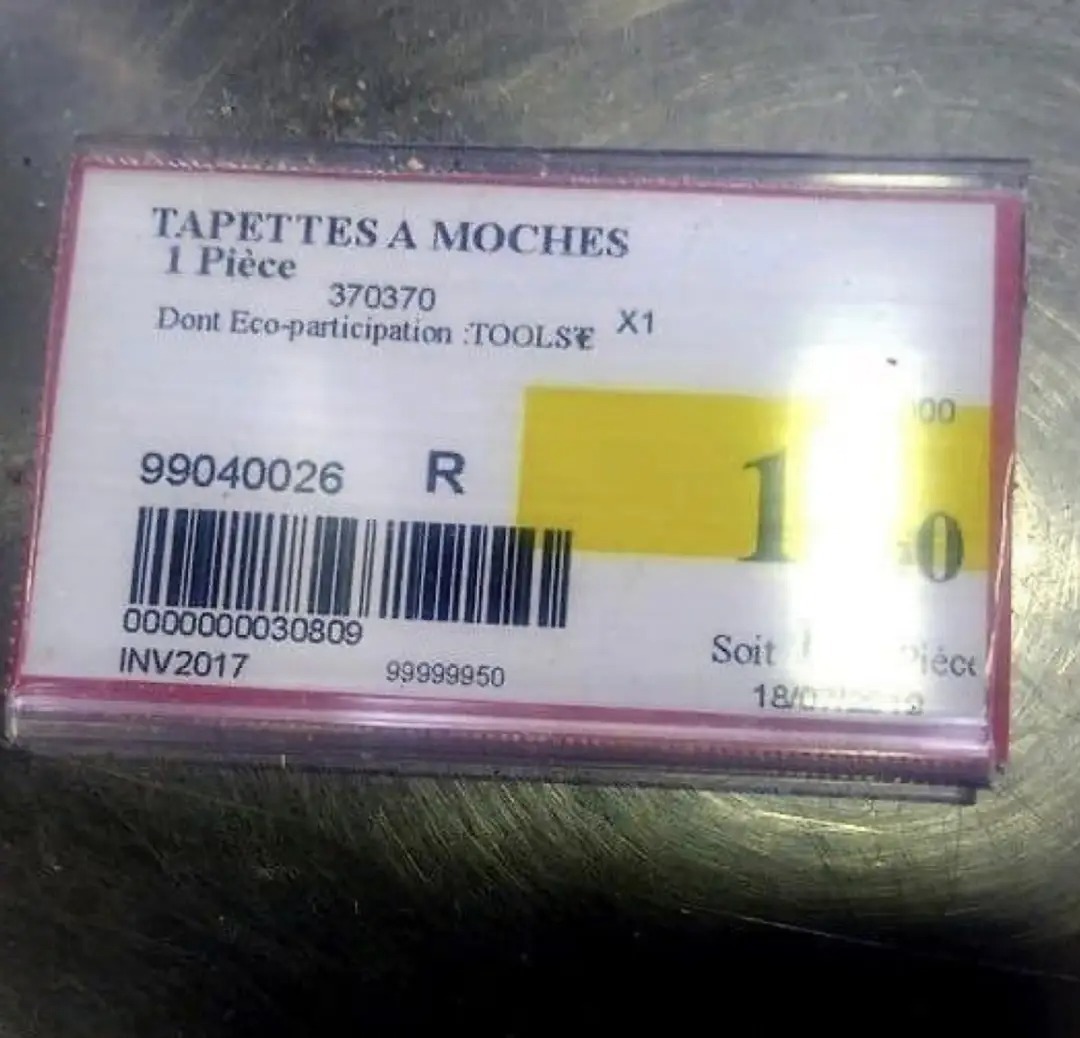 TAPETTES A MOCHES
1 Pièce
370370
Dont Eco-participation :TOOLS X1
99040026 R
0000000030809
INV2017 99999950
Soit